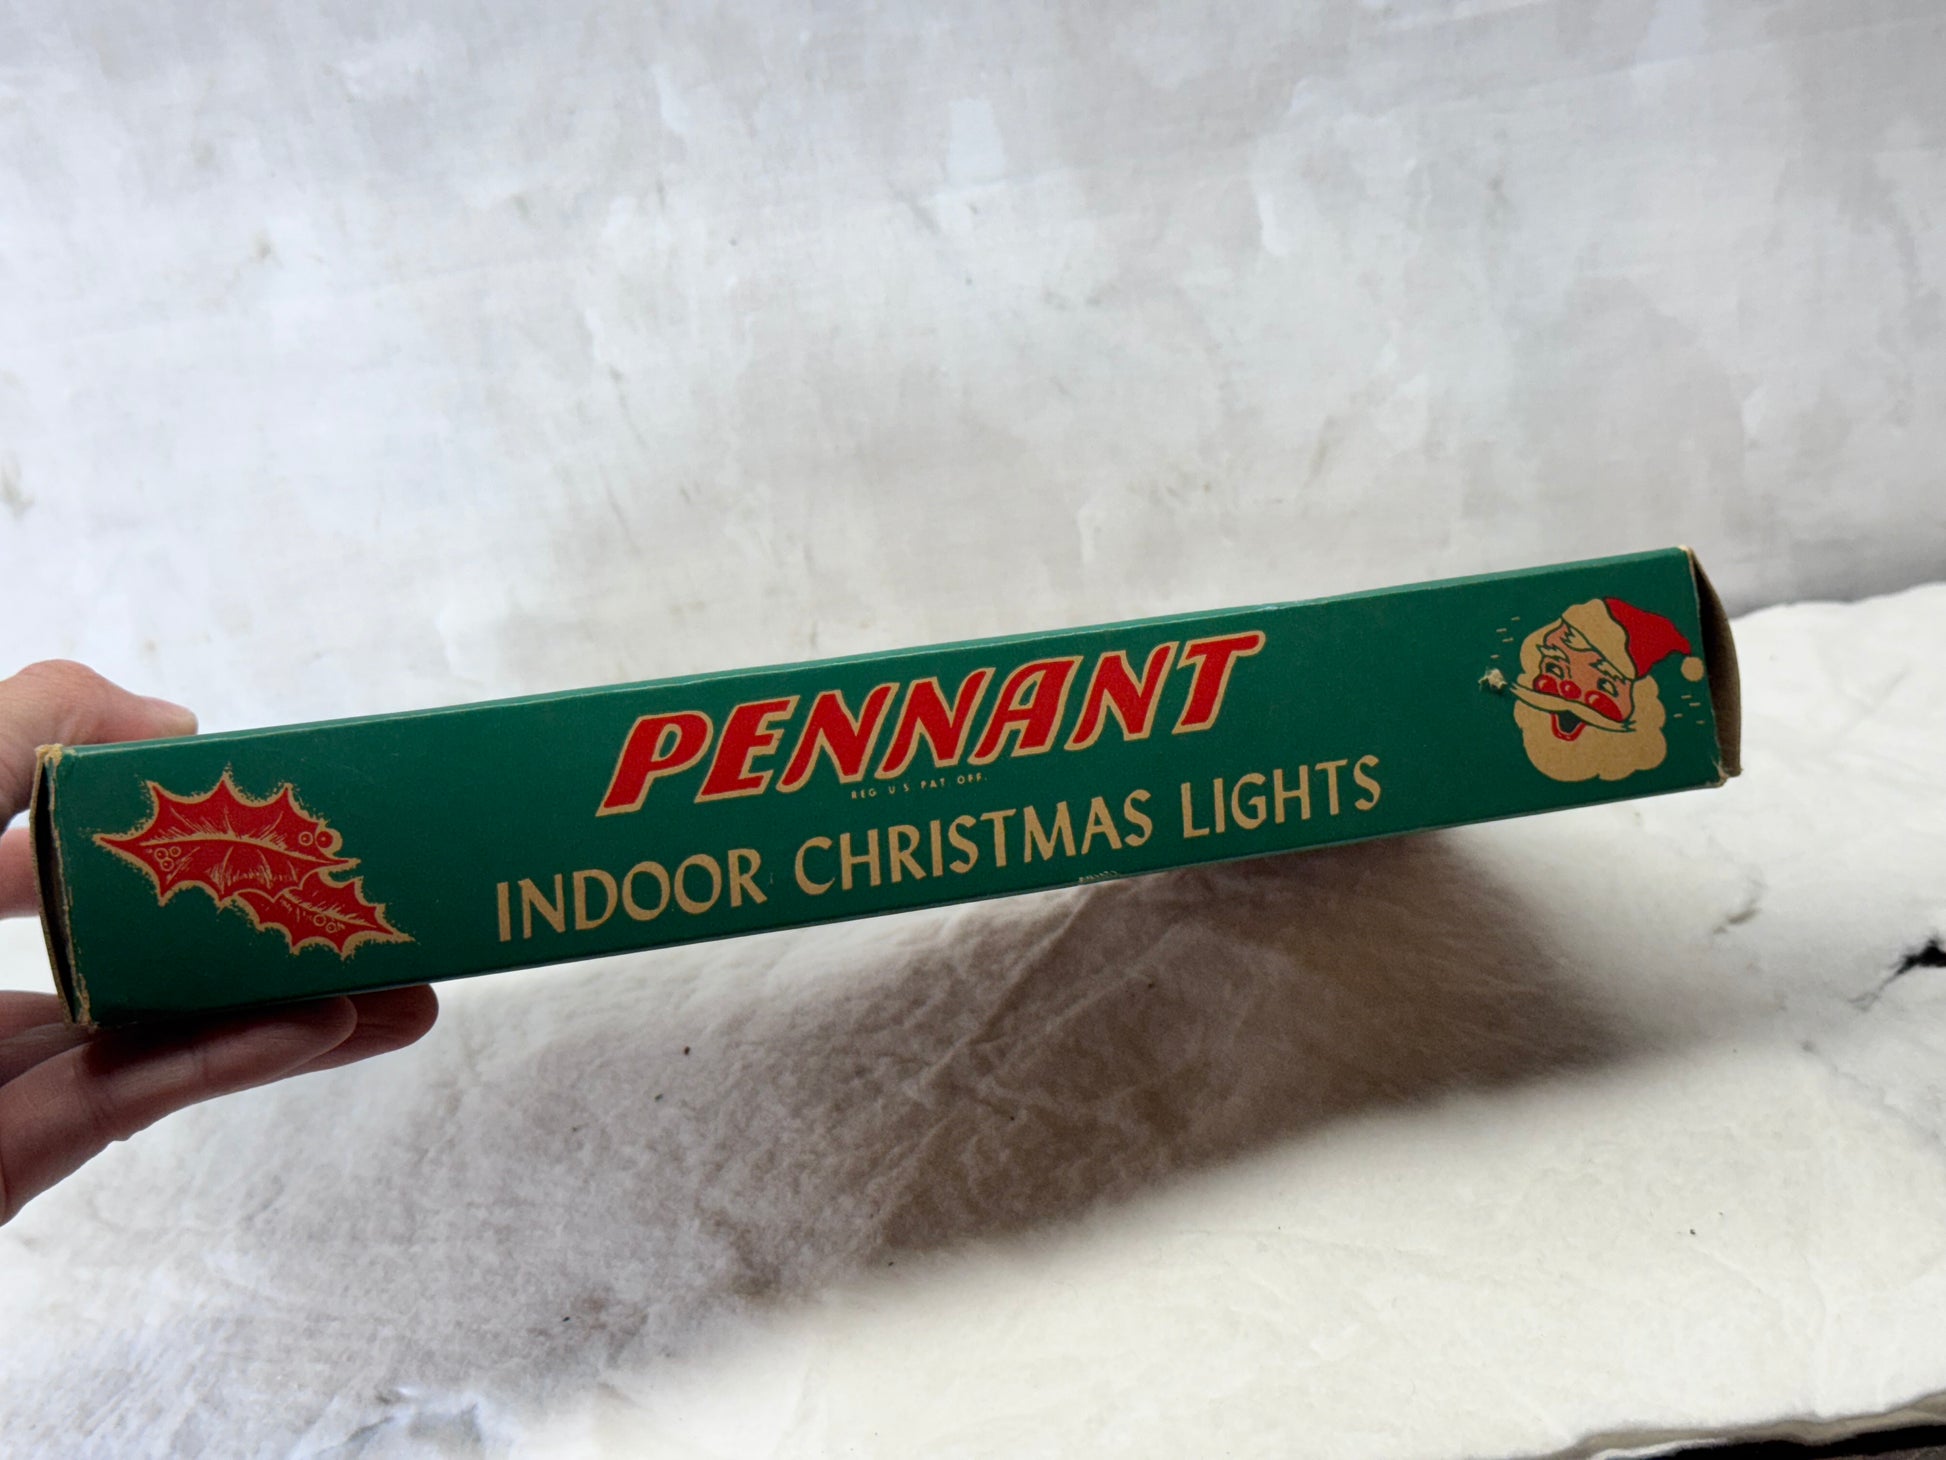 PENNANT
REG U.S. PAT. OFF.
INDOOR CHRISTMAS LIGHTS